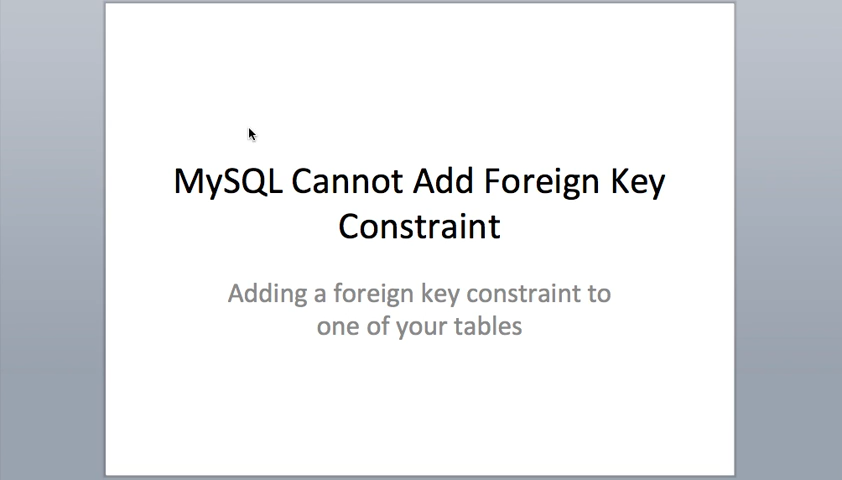 MySQL Cannot Add Foreign Key
Constraint
Adding a foreign key constraint to
one of your tables